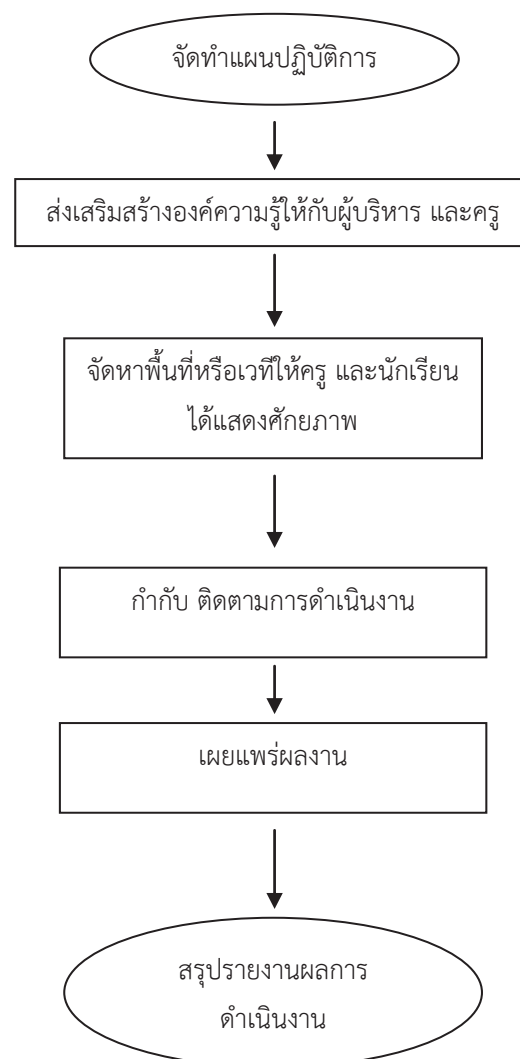 จัดทำแผนปฏิบัติการ
ส่งเสริมสร้างองค์ความรู้ให้กับผู้บริหาร และครู
จัดหาพื้นที่หรือเวทีให้ครู และนักเรียน
ได้แสดงศักยภาพ
กำกับ ติดตามการดำเนินงาน
เผยแพร่ผลงาน
สรุปรายงานผลการ
ดำเนินงาน